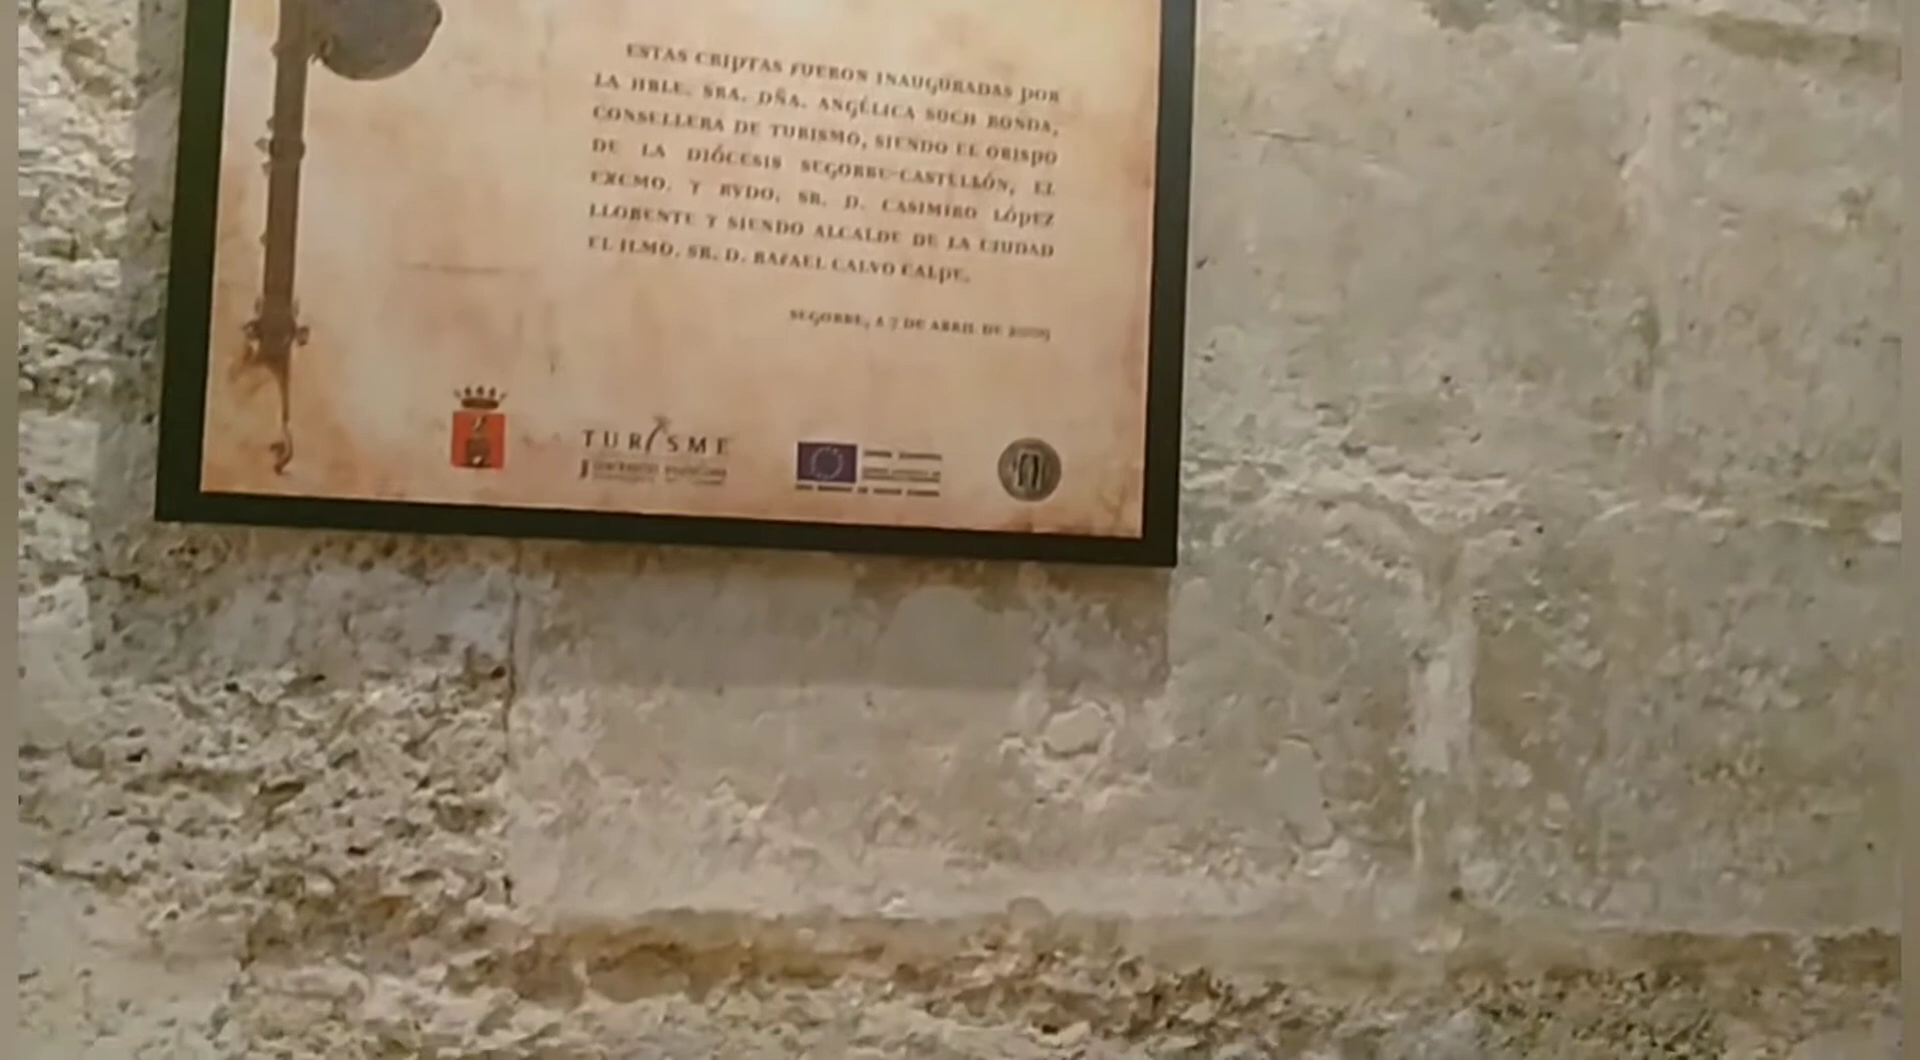 ESTAS CRIPTAS FUERON INAUGURADAS POR
LA HBLE. SRA. DÑA. ANGÉLICA SUCH RONDA,
CONSELLERA DE TURISMO, SIENDO EL OBISPO
DE LA DIÓCESIS SEGORBE-CASTELLÓN, EL
EXCMO. Y RVDO. SR. D. CASIMIRO LÓPEZ
LLORENTE Y SIENDO ALCALDE DE LA CIUDAD
EL ILMO. SR. D. RAFAEL CALVO CALPE.
SEGORBE, A 7 DE ABRIL DE
TURISME